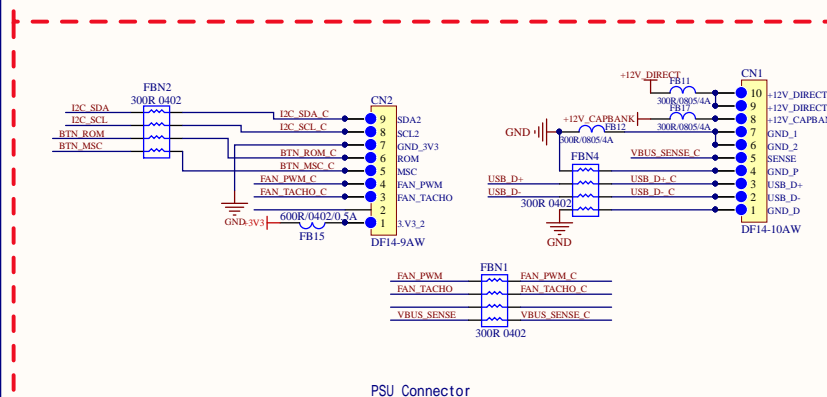 FBN2
300R 0402
I2C_SDA
I2C_SCL
BTN_ROM
BTN_MSC
I2C_SDA_C
I2C_SCL_C
BTN_ROM_C
BTN_MSC_C
FAN_PWM_C
FAN_TACHO_C
GND
+3V3
600R/0402/0.5A
FB15
CN2
9 SDA2
8 SCL2
7 GND_3V3
6 ROM
5 MSC
4 FAN_PWM
3 FAN_TACHO
2
1 3.V3_2
DF14-9AW
+12V_DIRECT
FB11
300R/0805/4A
FB17
300R/0805/4A
+12V_CAPBANK
FB12
300R/0805/4A
GND
VBUS_SENSE_C
FBN4
USB_D+
USB_D-
USB_D+_C
USB_D-_C
300R 0402
GND
CN1
10 +12V_DIRECT
9 +12V_DIRECT
8 +12V_CAPBAN
7 GND_1
6 GND_2
5 SENSE
4 GND_P
3 USB_D+
2 USB_D-
1 GND_D
DF14-10AW
FBN1
FAN_PWM
FAN_PWM_C
FAN_TACHO
FAN_TACHO_C
VBUS_SENSE
VBUS_SENSE_C
300R 0402
PSU Connector